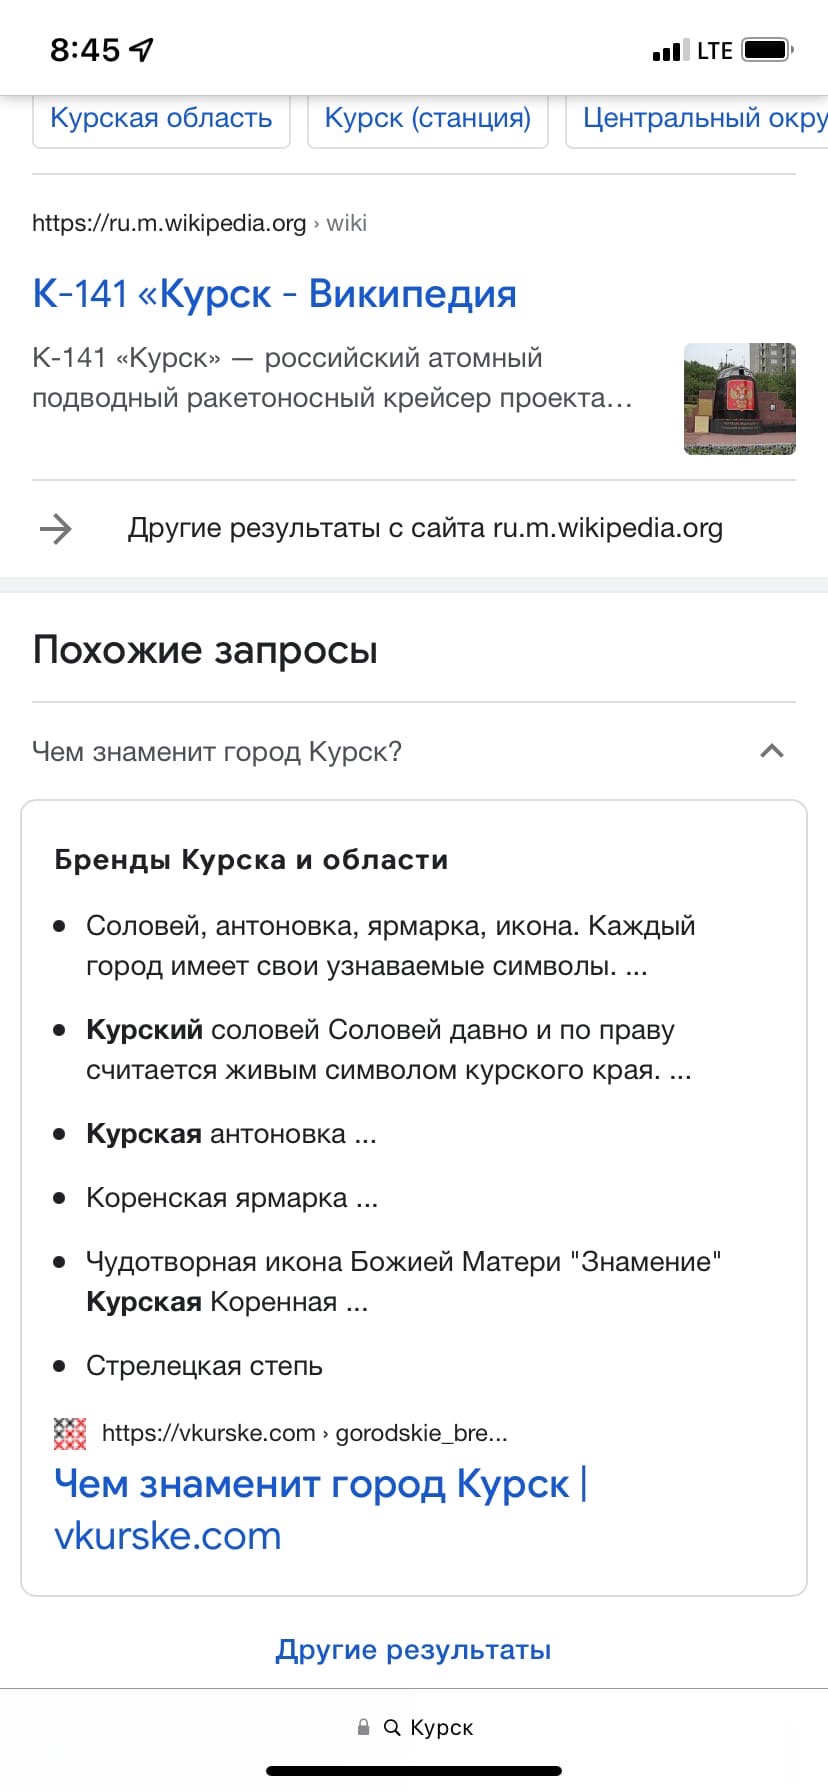 8:45
LTE
Курская область
Курск (станция)
Центральный окру
https://ru.m.wikipedia.org › wiki
К-141 «Курск - Википедия
К-141 «Курск» — российский атомный
подводный ракетоносный крейсер проекта...
Другие результаты с сайта ru.m.wikipedia.org
Похожие запросы
Чем знаменит город Курск?
Бренды Курска и области
• Соловей, антоновка, ярмарка, икона. Каждый
город имеет свои узнаваемые символы. ...
• Курский соловей Соловей давно и по праву
считается живым символом курского края. ...
• Курская антоновка ...
• Коренская ярмарка ...
• Чудотворная икона Божией Матери "Знамение"
Курская Коренная ...
• Стрелецкая степь
https://vkurske.com › gorodskie_bre...
Чем знаменит город Курск |
vkurske.com
Другие результаты
Курск